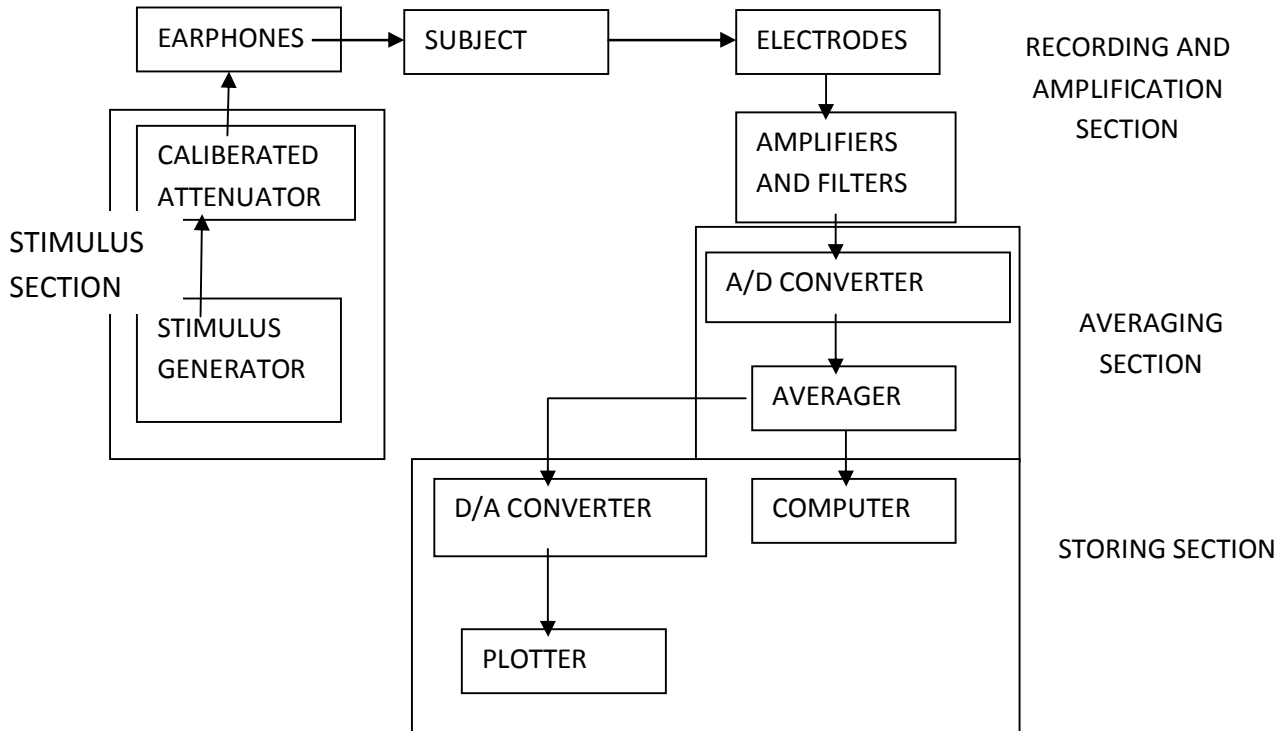 EARPHONES
SUBJECT
ELECTRODES
RECORDING AND
AMPLIFICATION
SECTION
CALIBERATED
ATTENUATOR
AMPLIFIERS
AND FILTERS
STIMULUS
SECTION
A/D CONVERTER
STIMULUS
GENERATOR
AVERAGING
SECTION
AVERAGER
D/A CONVERTER
COMPUTER
STORING SECTION
PLOTTER